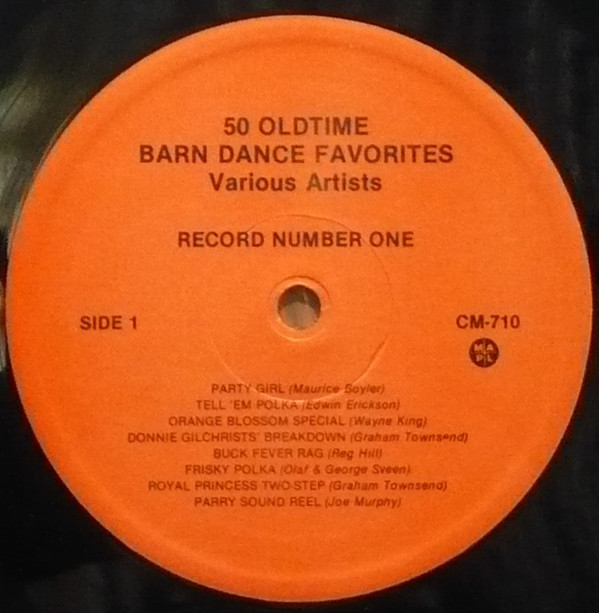 50 OLDTIME
BARN DANCE FAVORITES
Various Artists
RECORD NUMBER ONE
SIDE 1
CM-710
M A
P L
PARTY GIRL (Maurice Bolyer)
TELL 'EM POLKA (Edwin Erickson)
ORANGE BLOSSOM SPECIAL (Wayne King)
DONNIE GILCHRISTS' BREAKDOWN (Graham Townsend)
BUCK FEVER RAG (Reg Hill)
FRISKY POLKA (Olaf & George Sveen)
ROYAL PRINCESS TWO-STEP (Graham Townsend)
PARRY SOUND REEL (Joe Murphy)